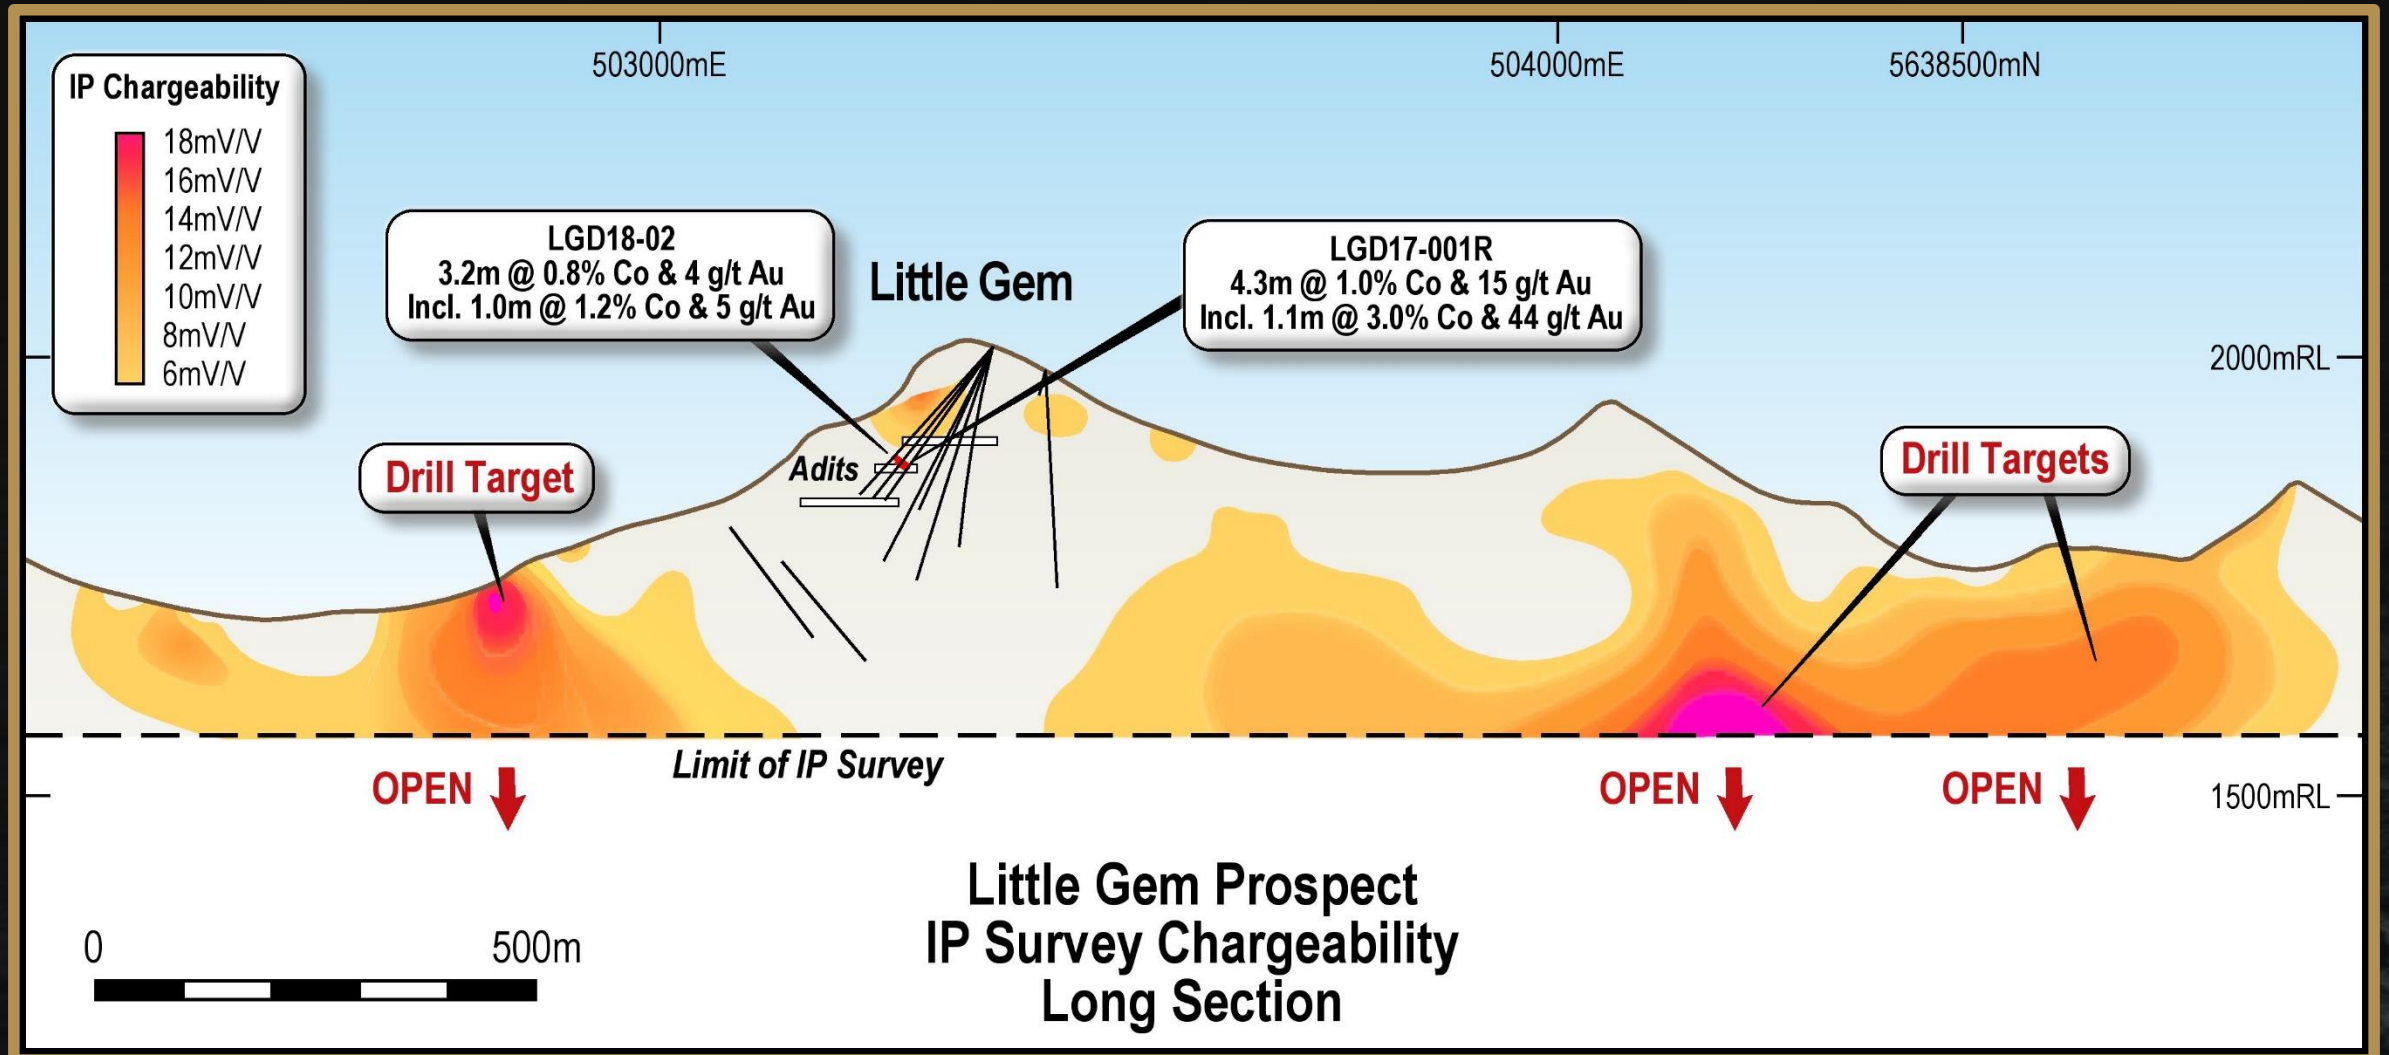 503000mE
504000mE
5638500mN
IP Chargeability
18mV/V
16mV/V
14mV/V
12mV/V
10mV/V
8mV/V
6mV/V
LGD18-02
3.2m @ 0.8% Co & 4 g/t Au
Incl. 1.0m @ 1.2% Co & 5 g/t Au
Little Gem
LGD17-001R
4.3m @ 1.0% Co & 15 g/t Au
Incl. 1.1m @ 3.0% Co & 44 g/t Au
2000mRL
Drill Target
Adits
Drill Targets
Limit of IP Survey
OPEN
OPEN
OPEN
1500mRL
Little Gem Prospect
IP Survey Chargeability
Long Section
0
500m